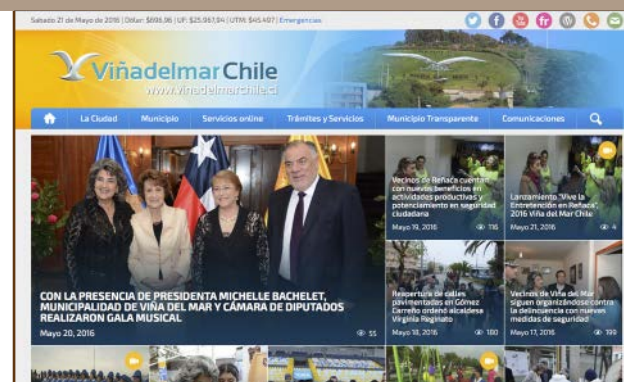 Sábado 21 de Mayo de 2016 | Dólar: $696,96 | UF: $25.967,94 | UTM: $45.497 | Emergencias
ViñadelmarChile
www.vinadelmarchile.cl
La Ciudad Municipio Servicios online Trámites y Servicios Municipio Transparente Comunicaciones
CON LA PRESENCIA DE PRESIDENTA MICHELLE BACHELET,
MUNICIPALIDAD DE VIÑA DEL MAR Y CÁMARA DE DIPUTADOS
REALIZARON GALA MUSICAL
Mayo 20, 2016 55
Vecinos de Reñaca cuentan
con nuevos beneficios en
actividades productivas y
potenciamiento en seguridad
ciudadana
Mayo 19, 2016 116
Lanzamiento "Vive la
Entretención en Reñaca",
2016 Viña del Mar Chile
Mayo 21, 2016 4
Reapertura de calles
pavimentadas en Gómez
Carreño ordenó alcaldesa
Virginia Reginato
Mayo 18, 2016 180
Vecinos de Viña del Mar
siguen organizándose contra
la delincuencia con nuevas
medidas de seguridad
Mayo 17, 2016 199